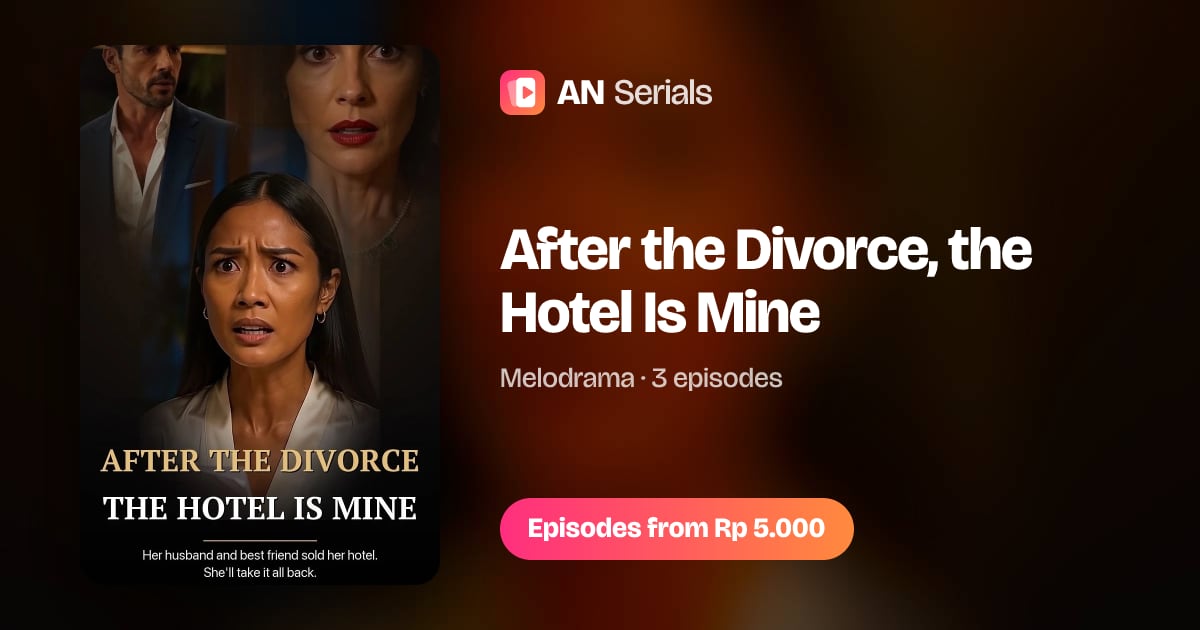 AN Serials
After the Divorce, the
Hotel Is Mine
Melodrama · 3 episodes
Episodes from Rp 5.000
AFTER THE DIVORCE
THE HOTEL IS MINE
Her husband and best friend sold her hotel.
She'll take it all back.